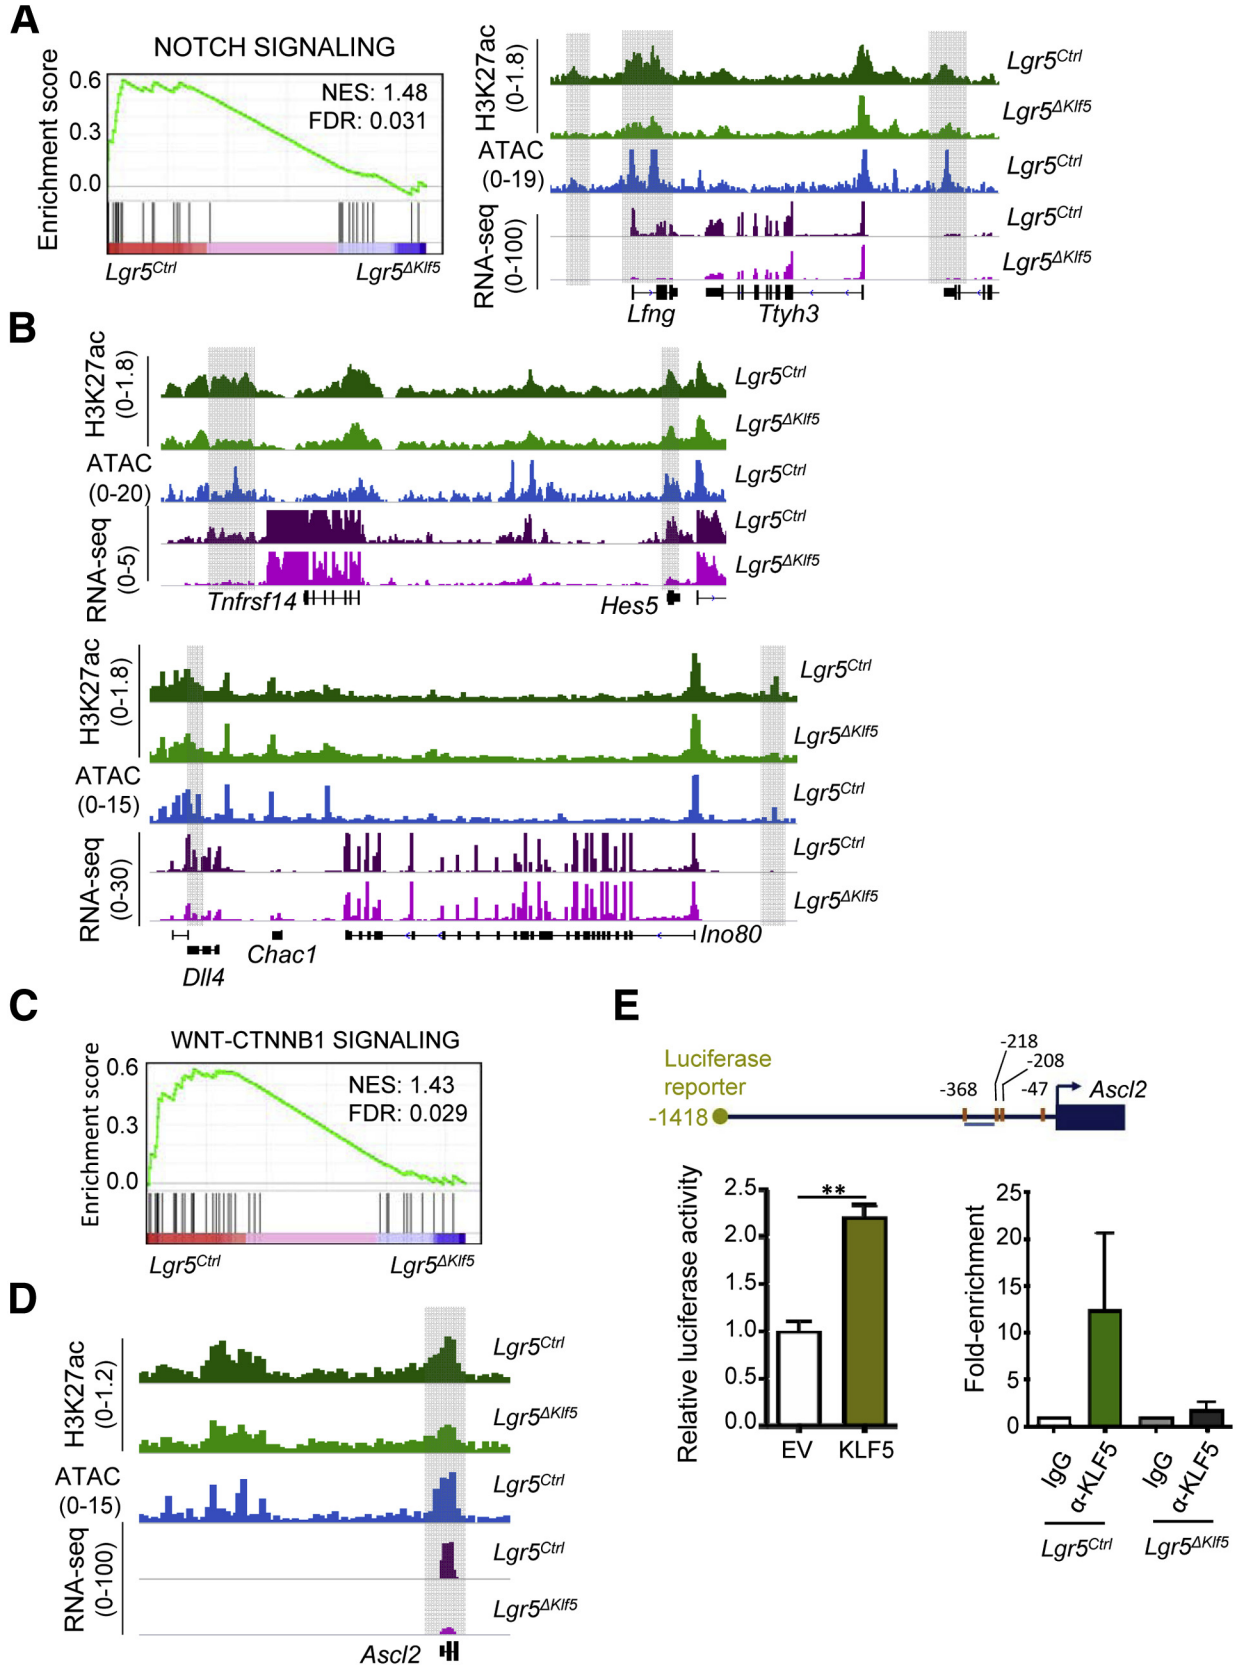 A
NOTCH SIGNALING
Enrichment score
0.6
0.3
0.0
NES: 1.48
FDR: 0.031
Lgr5Ctrl
Lgr5ΔKlf5
H3K27ac
(0-1.8)
ATAC
(0-19)
RNA-seq
(0-100)
Lgr5Ctrl
Lgr5ΔKlf5
Lgr5Ctrl
Lgr5Ctrl
Lgr5ΔKlf5
Lfng
Ttyh3
B
H3K27ac
(0-1.8)
ATAC
(0-20)
RNA-seq
(0-5)
Lgr5Ctrl
Lgr5ΔKlf5
Lgr5Ctrl
Lgr5Ctrl
Lgr5ΔKlf5
Tnfrsf14
Hes5
H3K27ac
(0-1.8)
ATAC
(0-15)
RNA-seq
(0-30)
Lgr5Ctrl
Lgr5ΔKlf5
Lgr5Ctrl
Lgr5Ctrl
Lgr5ΔKlf5
Dll4
Chac1
Ino80
C
WNT-CTNNB1 SIGNALING
Enrichment score
0.6
0.3
0.0
NES: 1.43
FDR: 0.029
Lgr5Ctrl
Lgr5ΔKlf5
D
H3K27ac
(0-1.2)
ATAC
(0-15)
RNA-seq
(0-100)
Lgr5Ctrl
Lgr5ΔKlf5
Lgr5Ctrl
Lgr5Ctrl
Lgr5ΔKlf5
Ascl2
E
Luciferase
reporter
-1418
-368
-218
-208
-47
Ascl2
Relative luciferase activity
2.5
2.0
1.5
1.0
0.5
0.0
**
EV
KLF5
Fold-enrichment
25
20
15
10
5
0
IgG
α-KLF5
IgG
α-KLF5
Lgr5Ctrl
Lgr5ΔKlf5